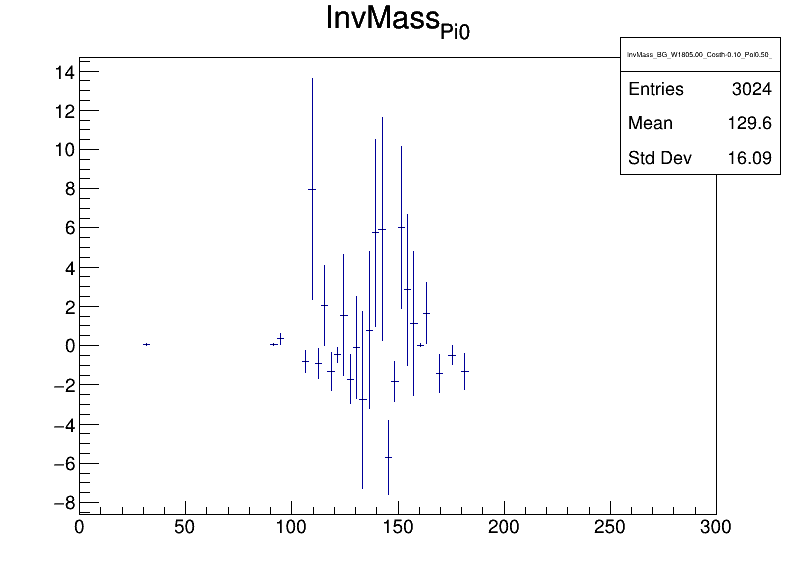 InvMass_Pi0
InvMass_BG_W1805.00_Costh-0.10_Pol0.50_
Entries 3024
Mean 129.6
Std Dev 16.09
14
12
10
8
6
4
2
0
−2
−4
−6
−8
0 50 100 150 200 250 300